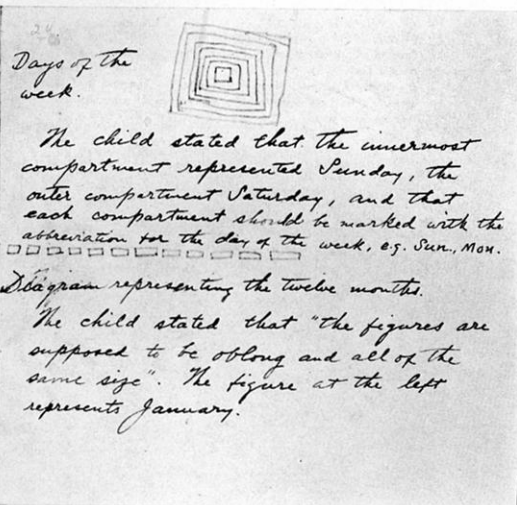 Days of the
week.
The child stated that the innermost
compartment represented Sunday, the
outer compartment Saturday, and that
each compartment should be marked with the
abbreviation for the day of the week, e.g. Sun., Mon.
Diagram representing the twelve months.
The child stated that "the figures are
supposed to be oblong and all of the
same size". The figure at the left
represents January.